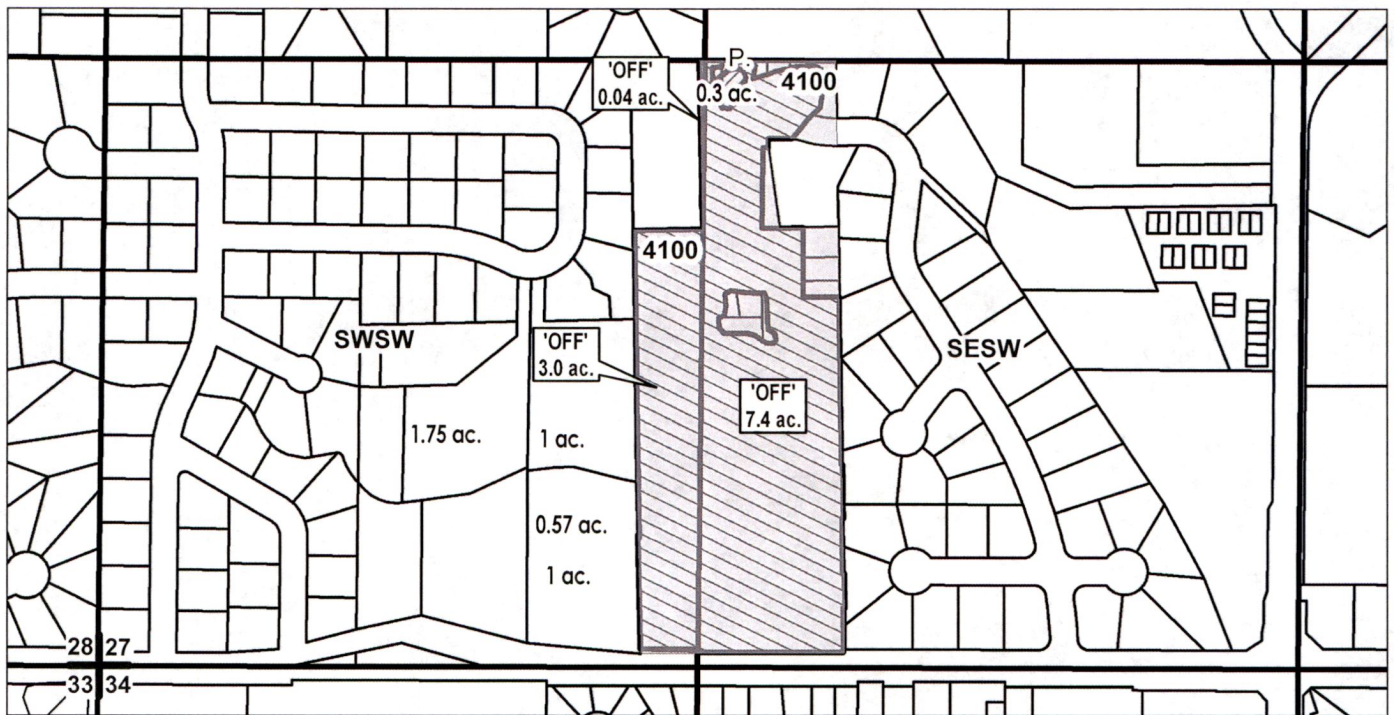 P.
'OFF'
0.04 ac.
0.3 ac.
4100
4100
SWSW
'OFF'
3.0 ac.
SESW
'OFF'
7.4 ac.
1.75 ac.
1 ac.
0.57 ac.
1 ac.
28 27
33 34